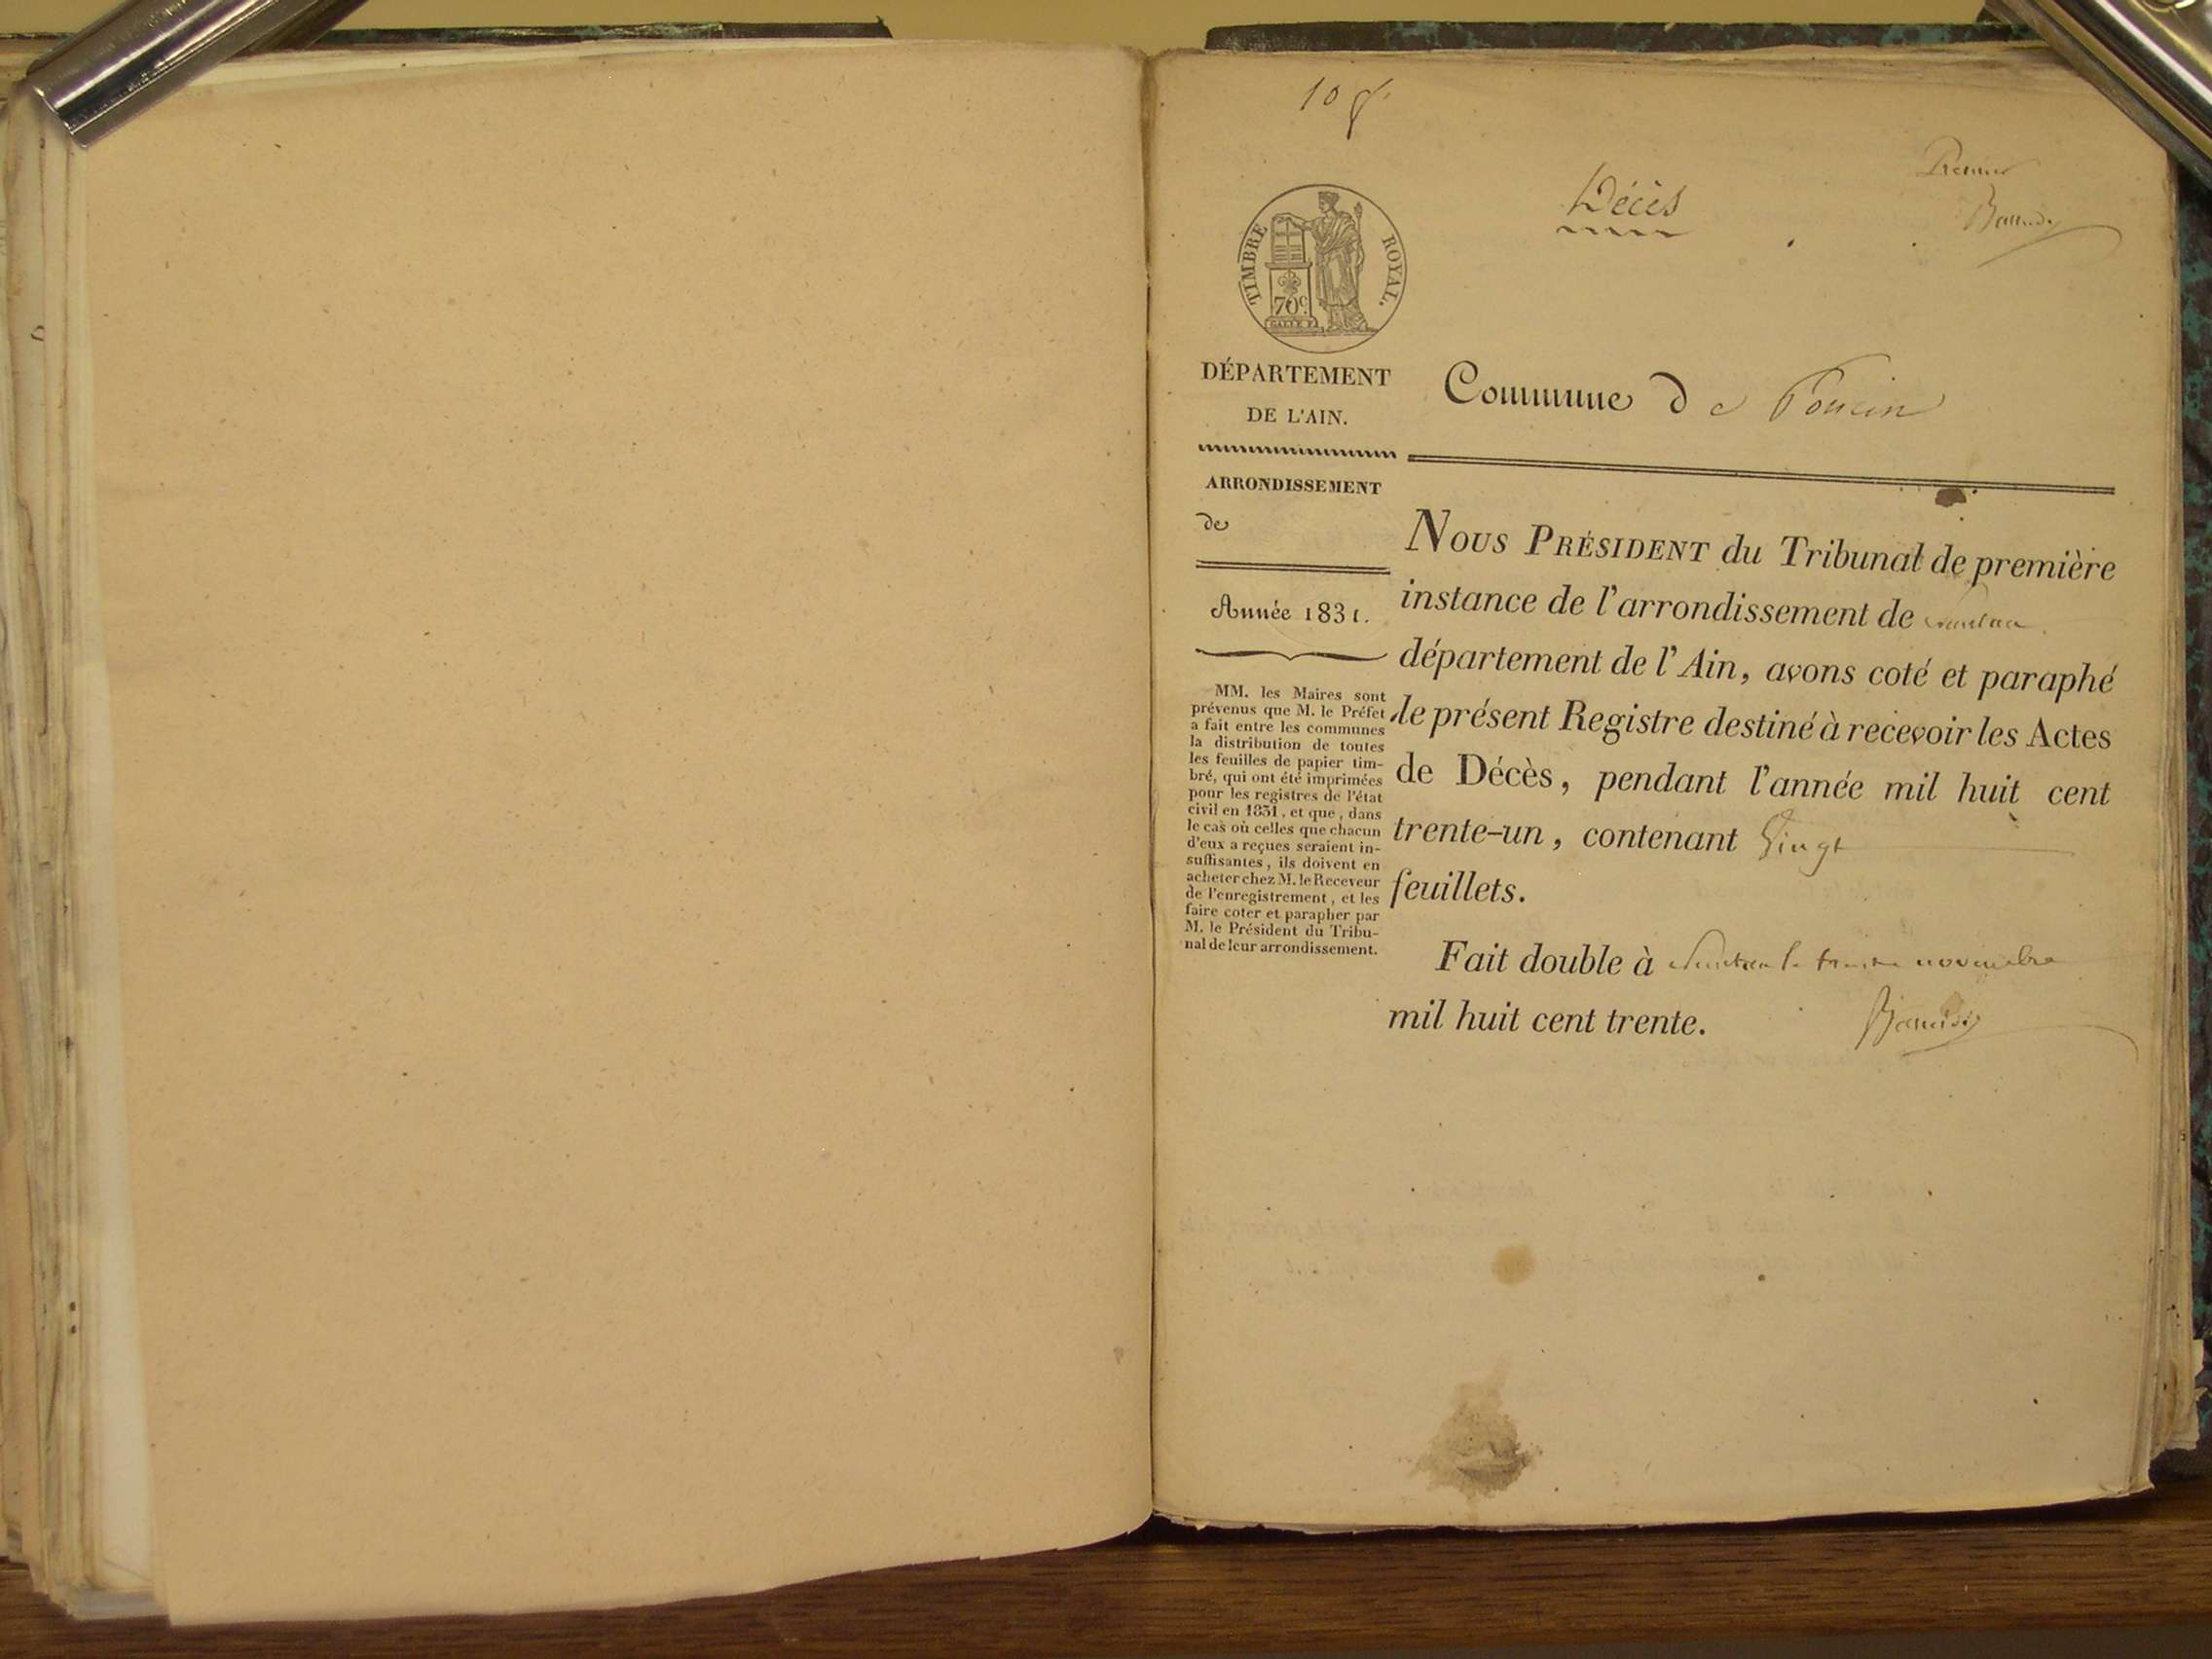 10
Décès
Premier
TIMBRE ROYAL.
70c.
GALLE F.
DÉPARTEMENT
DE L'AIN.
Commune de Poncin
ARRONDISSEMENT
de
Année 1831.
MM. les Maires sont
prévenus que M. le Préfet
a fait entre les communes
la distribution de toutes
les feuilles de papier tim-
bré, qui ont été imprimées
pour les registres de l'état
civil en 1831, et que, dans
le cas où celles que chacun
d'eux a reçues seraient in-
suffisantes, ils doivent en
acheter chez M. le Receveur
de l'enregistrement, et les
faire coter et parapher par
M. le Président du Tribu-
nal de leur arrondissement.
Nous Président du Tribunal de première
instance de l'arrondissement de Nantua
département de l'Ain, avons coté et paraphé
le présent Registre destiné à recevoir les Actes
de Décès, pendant l'année mil huit cent
trente-un, contenant Vingt
feuillets.
Fait double à Nantua le trente novembre
mil huit cent trente.